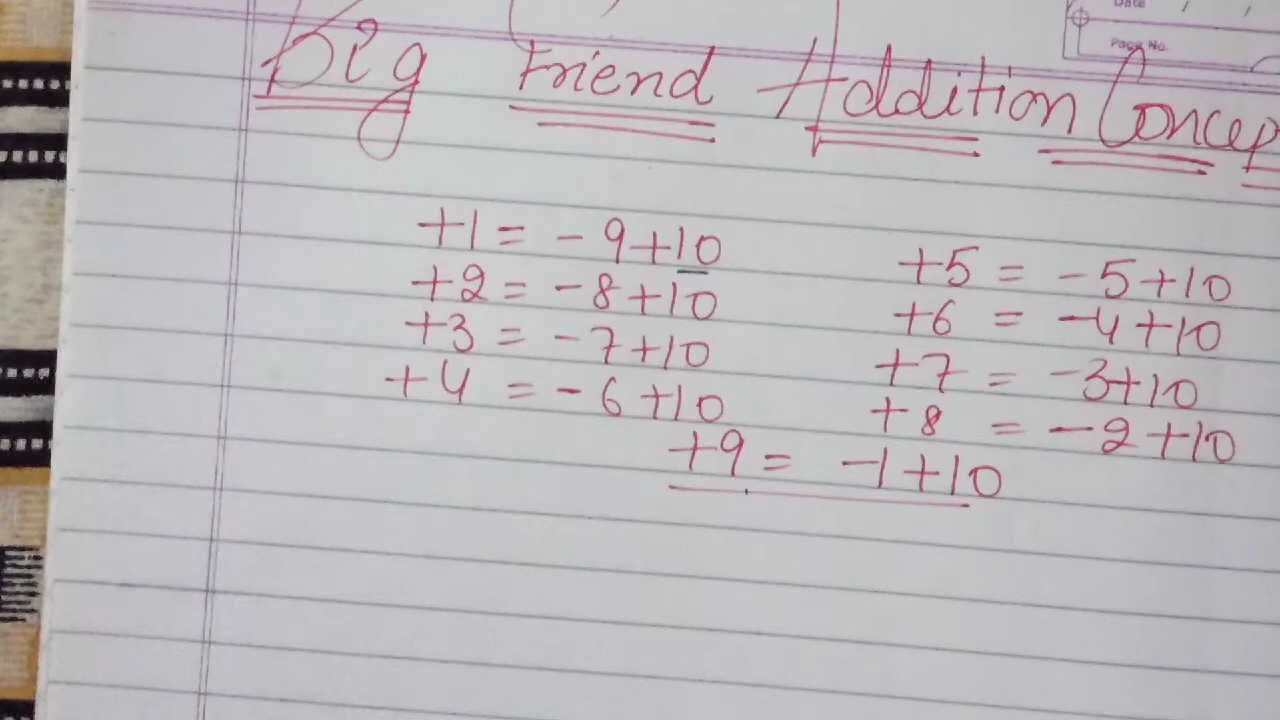 Date / /
Page No.
Big Friend Addition Concep
+1 = -9+10
+2 = -8+10
+3 = -7+10
+4 = -6+10
+5 = -5+10
+6 = -4+10
+7 = -3+10
+8 = -2+10
+9 = -1+10